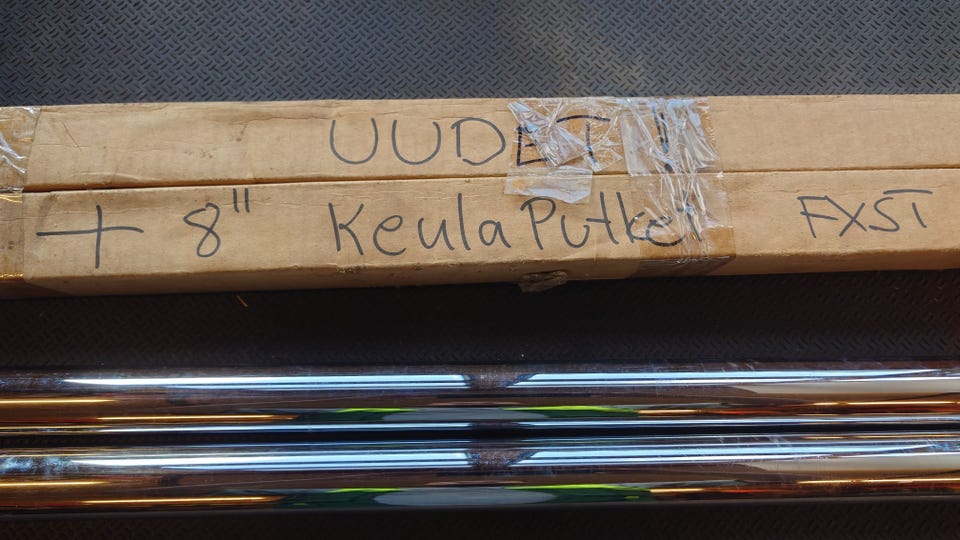 UUDET !
+ 8" KeulaPutket FXST